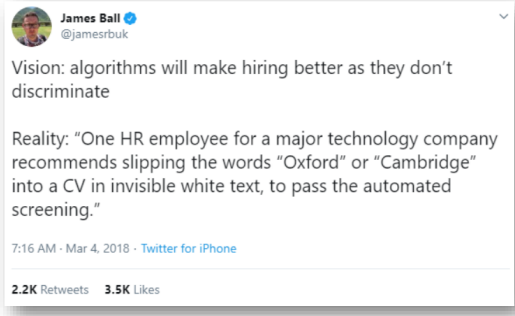 James Ball
@jamesrbuk
Vision: algorithms will make hiring better as they don't
discriminate
Reality: “One HR employee for a major technology company
recommends slipping the words “Oxford” or “Cambridge”
into a CV in invisible white text, to pass the automated
screening.”
7:16 AM · Mar 4, 2018 · Twitter for iPhone
2.2K Retweets 3.5K Likes